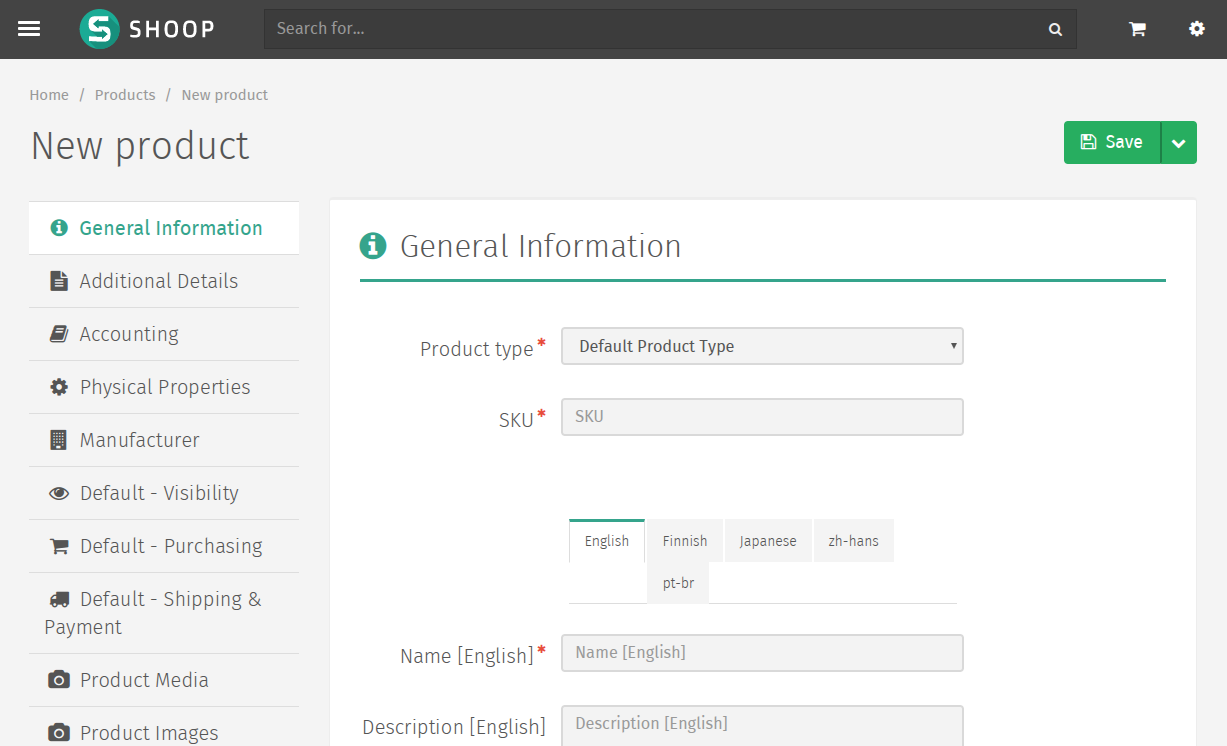 SHOOP
Search for...
Home / Products / New product
New product
Save
General Information
Additional Details
Accounting
Physical Properties
Manufacturer
Default - Visibility
Default - Purchasing
Default - Shipping &
Payment
Product Media
Product Images
General Information
Product type*
Default Product Type
SKU*
SKU
English
Finnish
Japanese
zh-hans
pt-br
Name [English]*
Name [English]
Description [English]
Description [English]